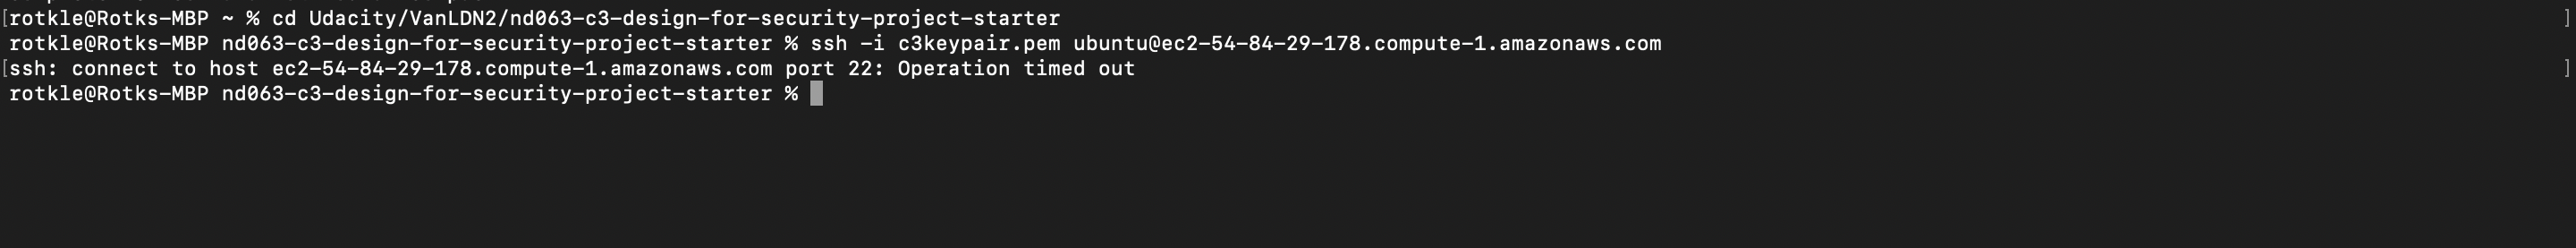 [rotkle@Rotks-MBP ~ % cd Udacity/VanLDN2/nd063-c3-design-for-security-project-starter ]
rotkle@Rotks-MBP nd063-c3-design-for-security-project-starter % ssh -i c3keypair.pem ubuntu@ec2-54-84-29-178.compute-1.amazonaws.com
[ssh: connect to host ec2-54-84-29-178.compute-1.amazonaws.com port 22: Operation timed out ]
rotkle@Rotks-MBP nd063-c3-design-for-security-project-starter %